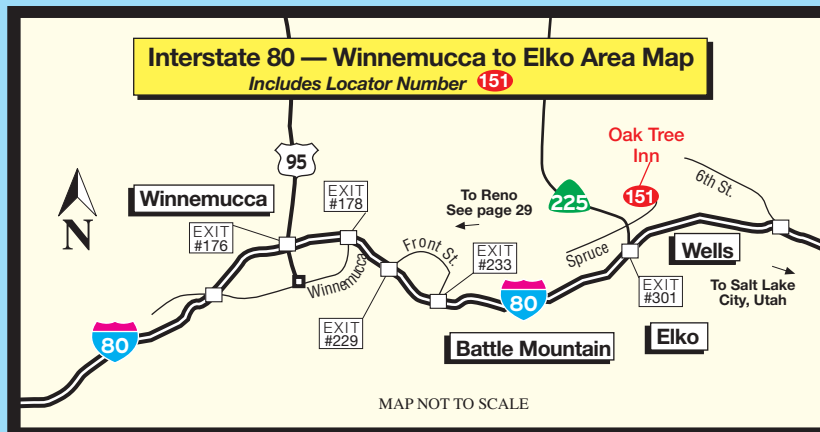 Interstate 80 — Winnemucca to Elko Area Map
Includes Locator Number 151
Oak Tree
Inn
95
151
6th St.
225
Winnemucca
EXIT
#178
To Reno
See page 29
N
EXIT
#176
Front St.
EXIT
#233
Spruce
Wells
Winnemucca
EXIT
#301
To Salt Lake
City, Utah
80
EXIT
#229
80
Battle Mountain
Elko
MAP NOT TO SCALE